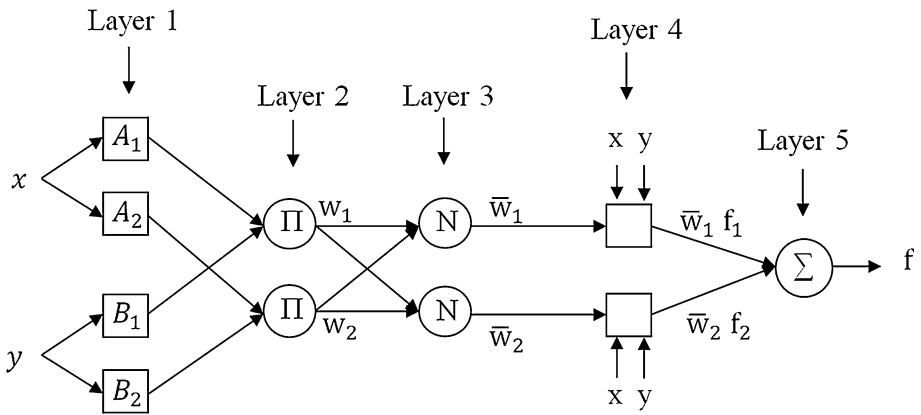 Layer 1
Layer 4
Layer 2
Layer 3
A₁
x y
Layer 5
x
A₂
Π
w₁
N
w̅₁
w̅₁ f₁
Σ
f
B₁
Π
w₂
N
w̅₂
w̅₂ f₂
y
B₂
x y